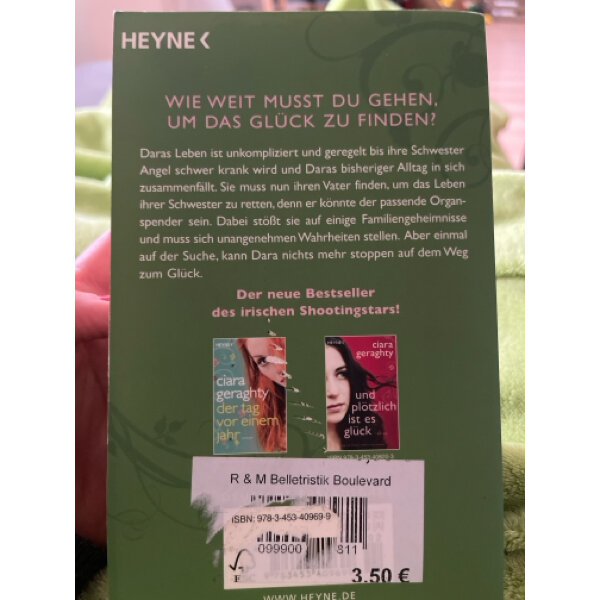 HEYNE
WIE WEIT MUSST DU GEHEN,
UM DAS GLÜCK ZU FINDEN?
Daras Leben ist unkompliziert und geregelt bis ihre Schwester
Angel schwer krank wird und Daras bisheriger Alltag in sich
zusammenfällt. Sie muss nun ihren Vater finden, um das Leben
ihrer Schwester zu retten, denn er könnte der passende Organ-
spender sein. Dabei stößt sie auf einige Familiengeheimnisse
und muss sich unangenehmen Wahrheiten stellen. Aber einmal
auf der Suche, kann Dara nichts mehr stoppen auf dem Weg
zum Glück.
Der neue Bestseller
des irischen Shootingstars!
HEYNE
ciara
geraghty
der tag
vor einem
jahr
HEYNE
ciara
geraghty
und
plötzlich
ist es
glück
R & M Belletristik Boulevard
ISBN: 978-3-453-40969-9
099900
811
3,50 €
WWW.HEYNE.DE